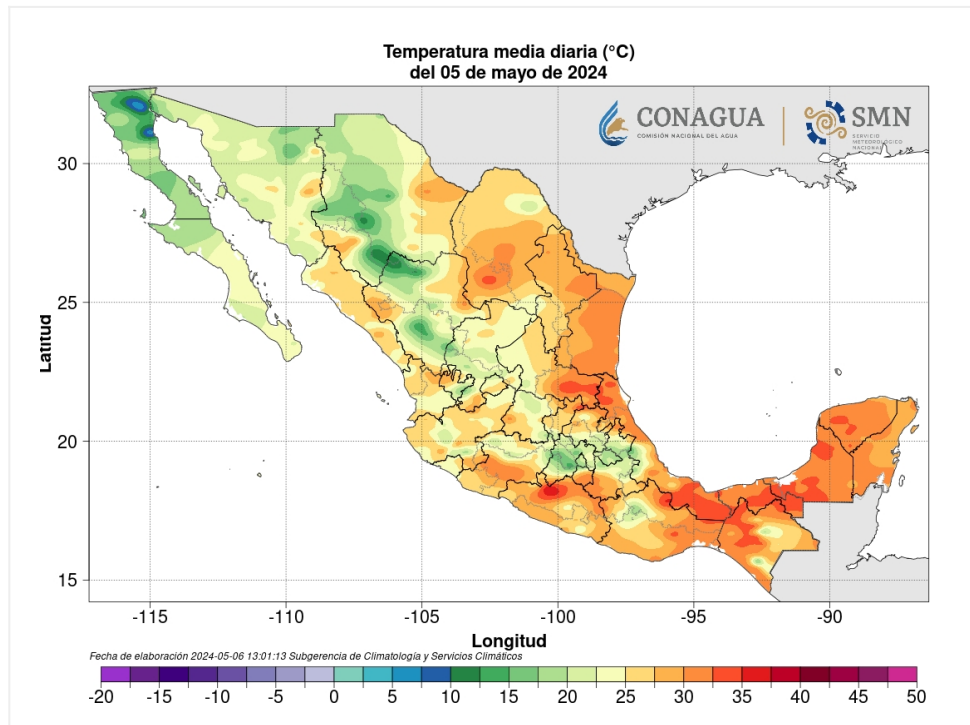 Temperatura media diaria (°C)
del 05 de mayo de 2024
CONAGUA
COMISIÓN NACIONAL DEL AGUA
SMN
SERVICIO
METEOROLÓGICO
NACIONAL
Latitud
30
25
20
15
-115 -110 -105 -100 -95 -90
Longitud
Fecha de elaboración 2024-05-06 13:01:13 Subgerencia de Climatología y Servicios Climáticos
-20 -15 -10 -5 0 5 10 15 20 25 30 35 40 45 50